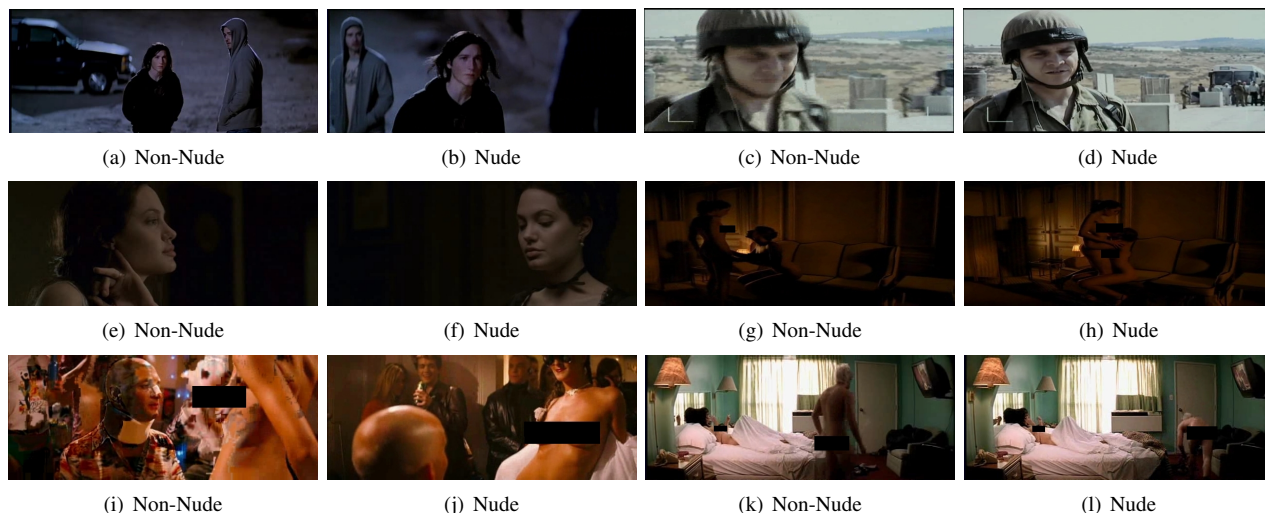 (a) Non-Nude (b) Nude (c) Non-Nude (d) Nude
(e) Non-Nude (f) Nude (g) Non-Nude (h) Nude
(i) Non-Nude (j) Nude (k) Non-Nude (l) Nude